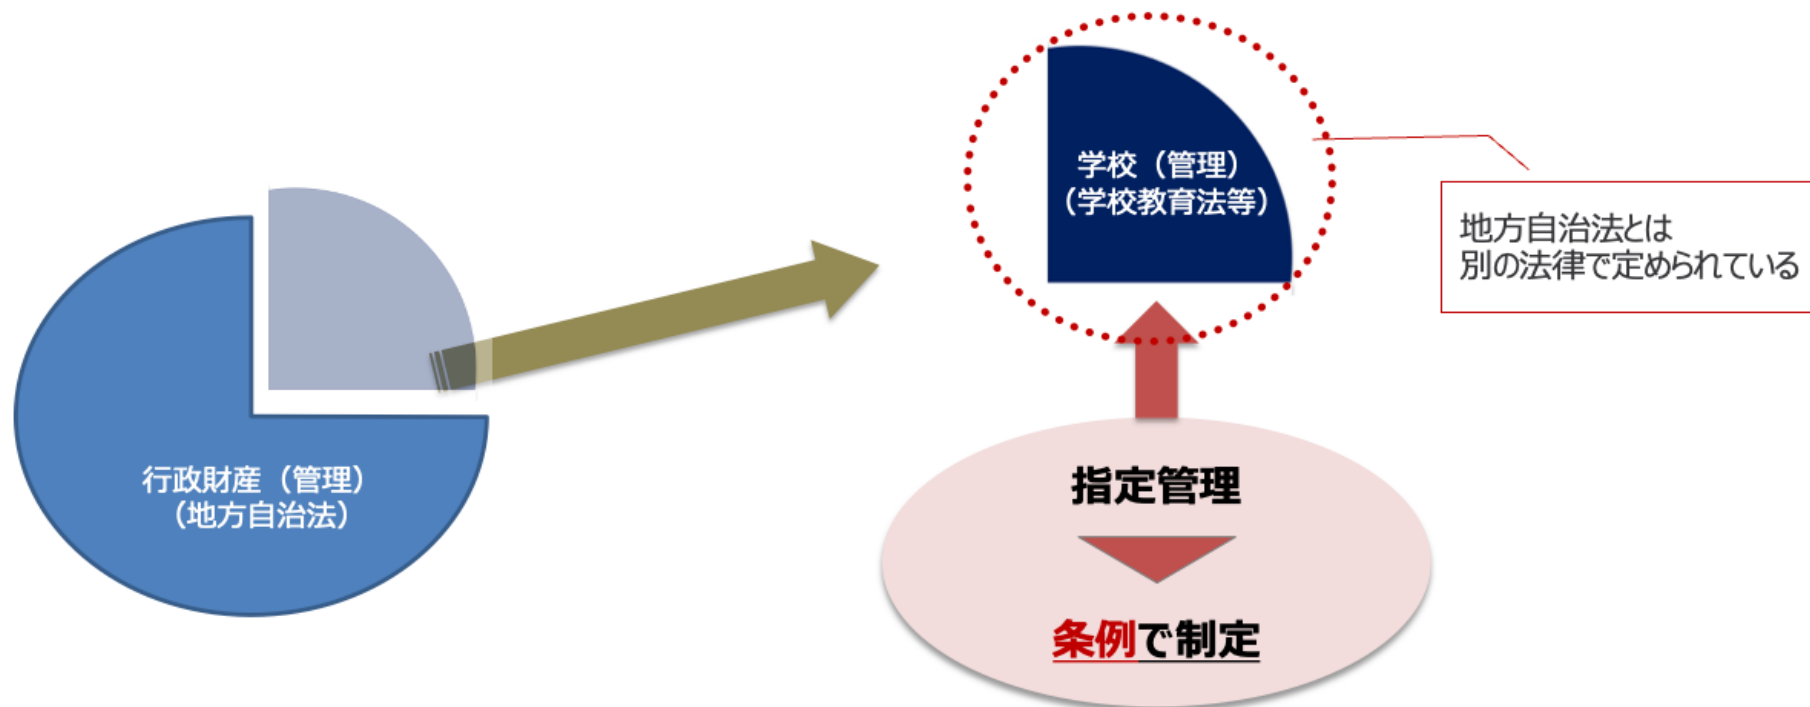 学校（管理）
（学校教育法等）
地方自治法とは
別の法律で定められている
行政財産（管理）
（地方自治法）
指定管理
条例で制定